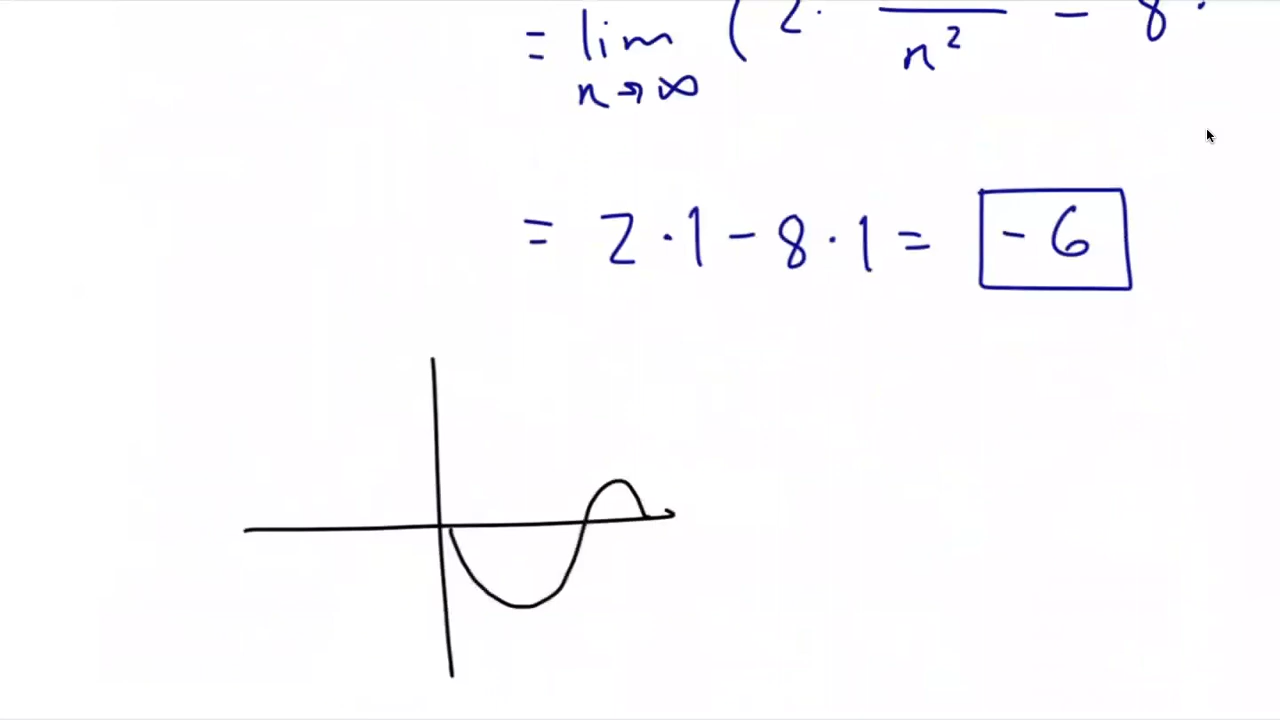 = lim ( 2 · — n² - 8 ·
n → ∞
= 2 · 1 - 8 · 1 = - 6